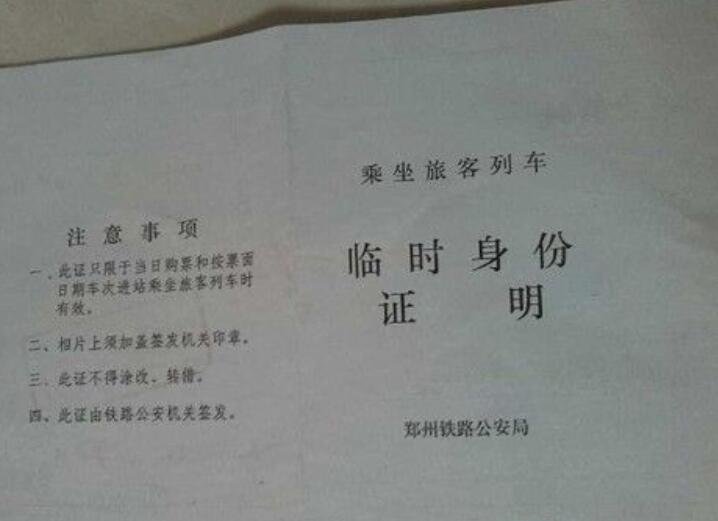 注意事项
一、此证只限于当日购票和按票面
日期车次进站乘坐旅客列车时
有效。
二、相片上须加盖签发机关印章。
三、此证不得涂改、转借。
四、此证由铁路公安机关签发。
乘坐旅客列车
临时身份
证明
郑州铁路公安局